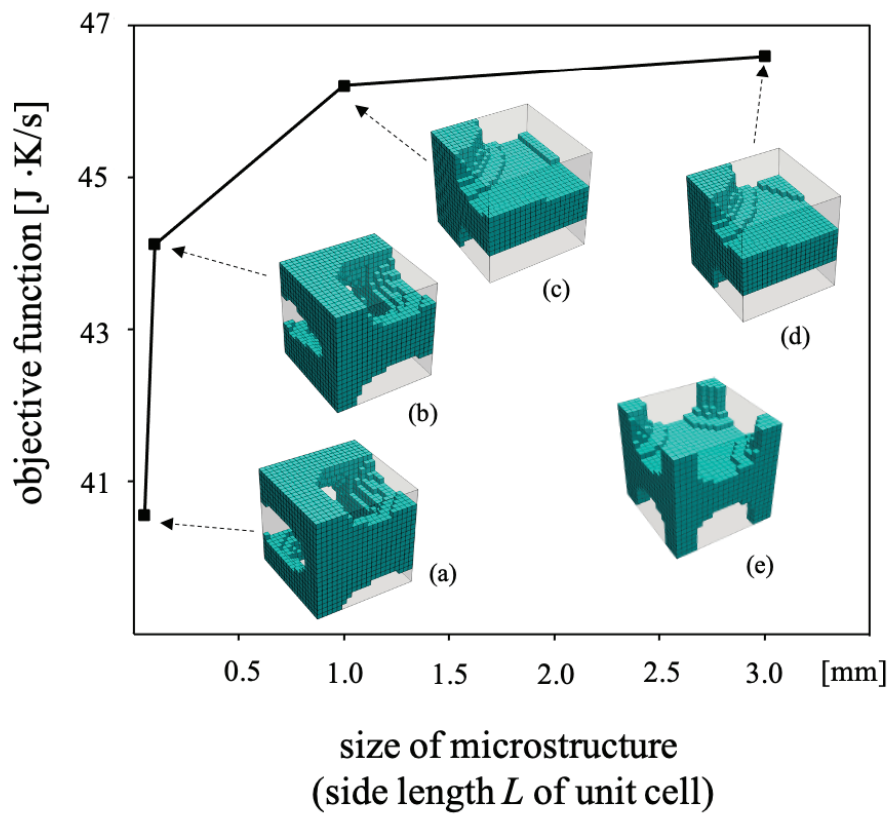 47
45
43
41
objective function [J ·K/s]
(c)
(d)
(b)
(a)
(e)
0.5 1.0 1.5 2.0 2.5 3.0 [mm]
size of microstructure
(side length L of unit cell)